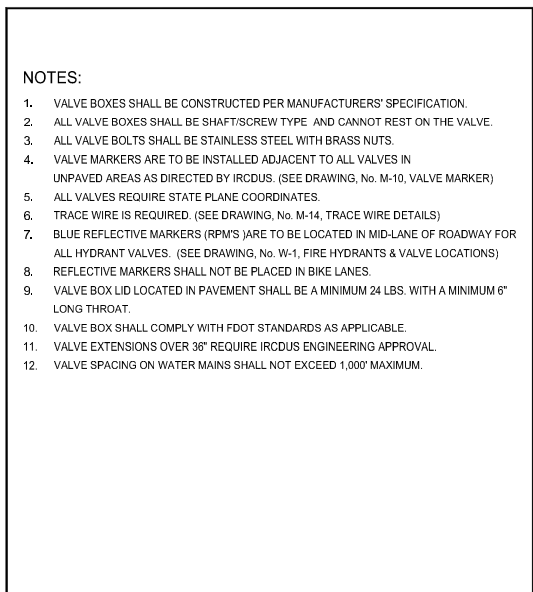 NOTES:
1. VALVE BOXES SHALL BE CONSTRUCTED PER MANUFACTURERS' SPECIFICATION.
2. ALL VALVE BOXES SHALL BE SHAFT/SCREW TYPE AND CANNOT REST ON THE VALVE.
3. ALL VALVE BOLTS SHALL BE STAINLESS STEEL WITH BRASS NUTS.
4. VALVE MARKERS ARE TO BE INSTALLED ADJACENT TO ALL VALVES IN
UNPAVED AREAS AS DIRECTED BY IRCDUS. (SEE DRAWING, No. M-10, VALVE MARKER)
5. ALL VALVES REQUIRE STATE PLANE COORDINATES.
6. TRACE WIRE IS REQUIRED. (SEE DRAWING, No. M-14, TRACE WIRE DETAILS)
7. BLUE REFLECTIVE MARKERS (RPM'S )ARE TO BE LOCATED IN MID-LANE OF ROADWAY FOR
ALL HYDRANT VALVES. (SEE DRAWING, No. W-1, FIRE HYDRANTS & VALVE LOCATIONS)
8. REFLECTIVE MARKERS SHALL NOT BE PLACED IN BIKE LANES.
9. VALVE BOX LID LOCATED IN PAVEMENT SHALL BE A MINIMUM 24 LBS. WITH A MINIMUM 6"
LONG THROAT.
10. VALVE BOX SHALL COMPLY WITH FDOT STANDARDS AS APPLICABLE.
11. VALVE EXTENSIONS OVER 36" REQUIRE IRCDUS ENGINEERING APPROVAL.
12. VALVE SPACING ON WATER MAINS SHALL NOT EXCEED 1,000' MAXIMUM.